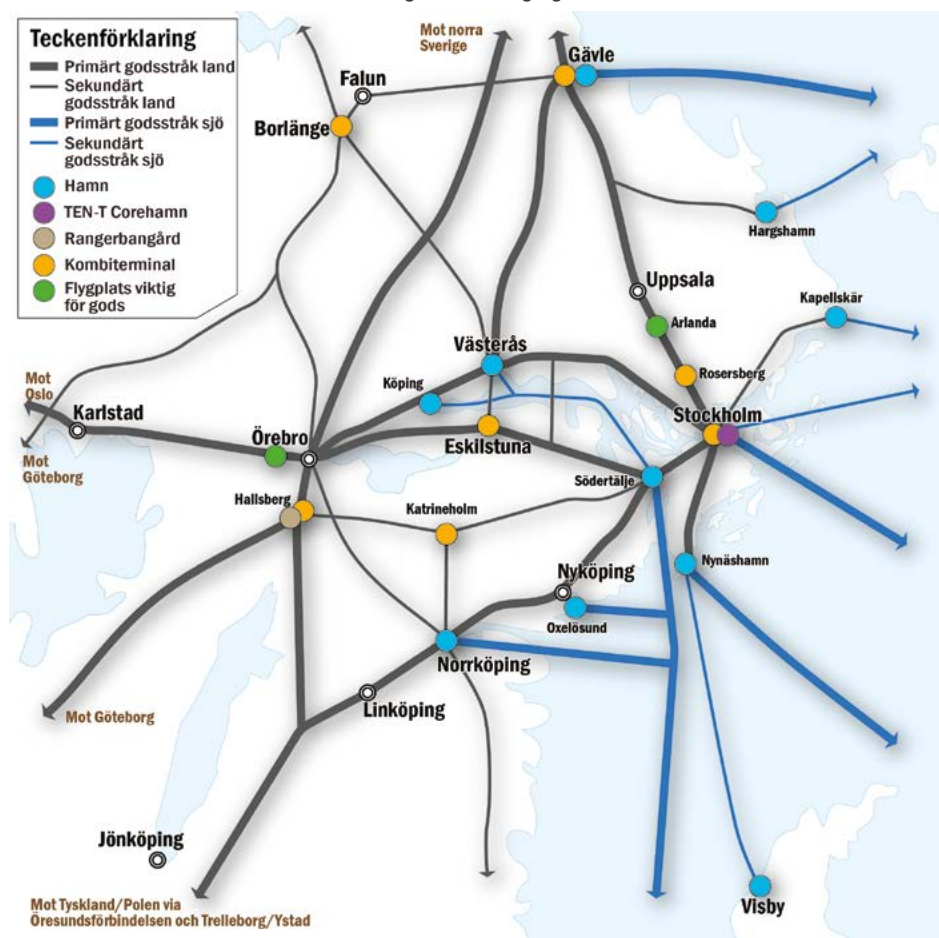 Teckenförklaring
Primärt godsstråk land
Sekundärt
godsstråk land
Primärt godsstråk sjö
Sekundärt
godsstråk sjö
Hamn
TEN-T Corehamn
Rangerbangård
Kombiterminal
Flygplats viktig
för gods
Mot norra
Sverige
Gävle
Falun
Borlänge
Hargshamn
Uppsala
Kapellskär
Arlanda
Västerås
Rosersberg
Mot
Oslo
Köping
Karlstad
Stockholm
Örebro
Eskilstuna
Mot
Göteborg
Södertälje
Hallsberg
Katrineholm
Nynäshamn
Nyköping
Oxelösund
Norrköping
Linköping
Mot Göteborg
Jönköping
Visby
Mot Tyskland/Polen via
Öresundsförbindelsen och Trelleborg/Ystad